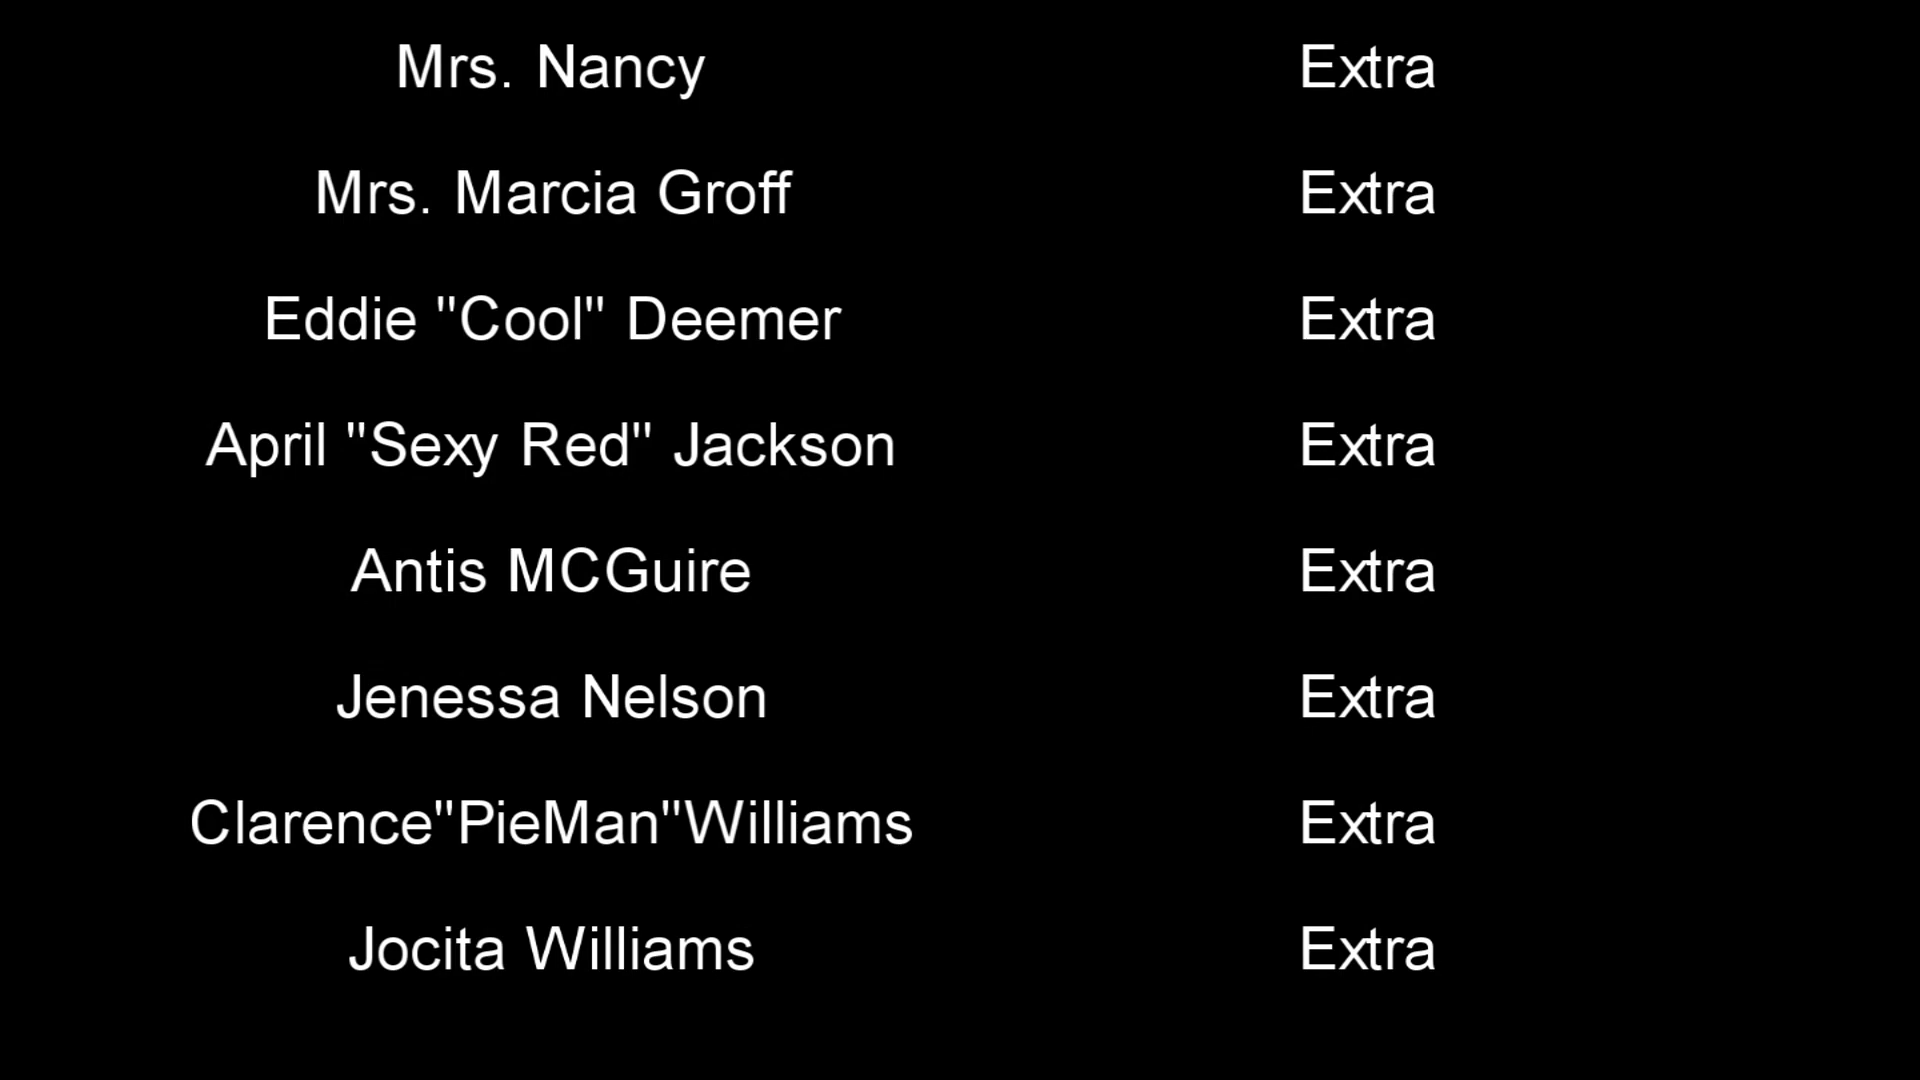 Mrs. Nancy Extra
Mrs. Marcia Groff Extra
Eddie "Cool" Deemer Extra
April "Sexy Red" Jackson Extra
Antis MCGuire Extra
Jenessa Nelson Extra
Clarence"PieMan"Williams Extra
Jocita Williams Extra